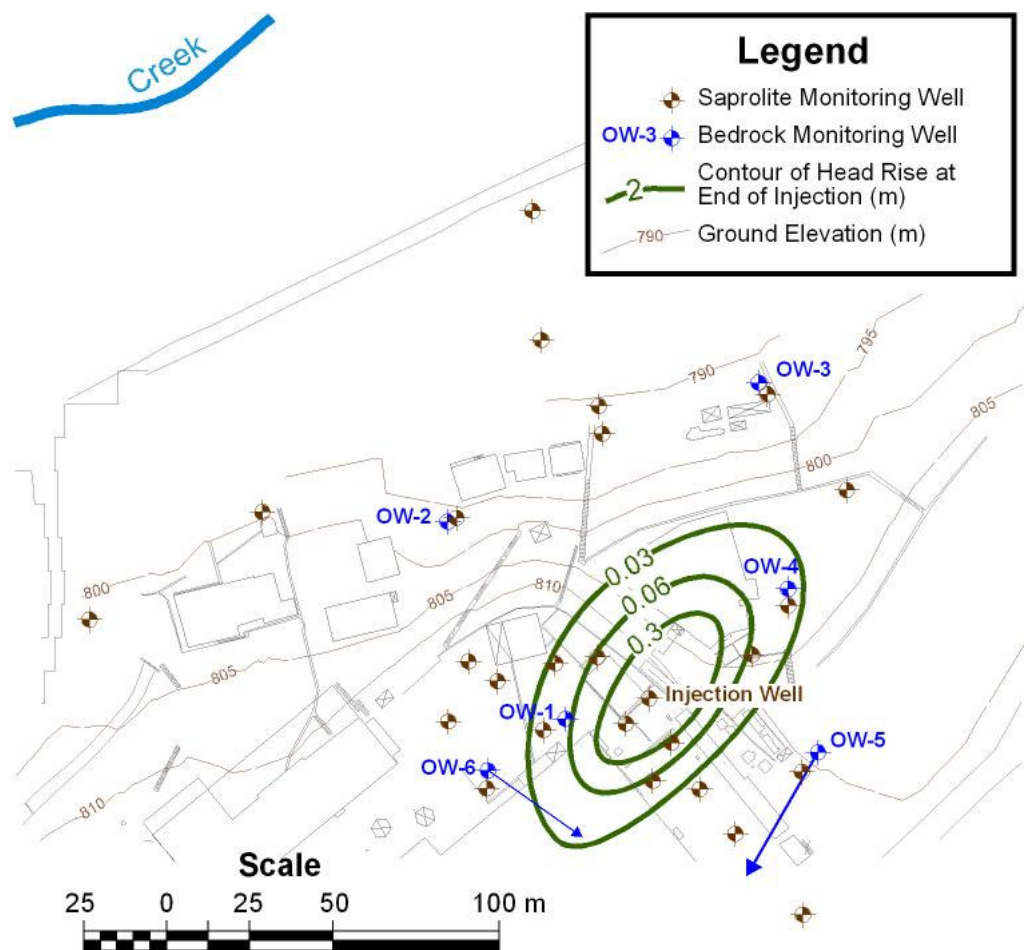 Creek
Legend
Saprolite Monitoring Well
OW-3 Bedrock Monitoring Well
2 Contour of Head Rise at
End of Injection (m)
790 Ground Elevation (m)
790
795
OW-3
805
800
OW-2
800
0.03
OW-4
810
0.06
805
0.3
805
Injection Well
OW-1
OW-5
OW-6
810
Scale
25 0 25 50 100 m